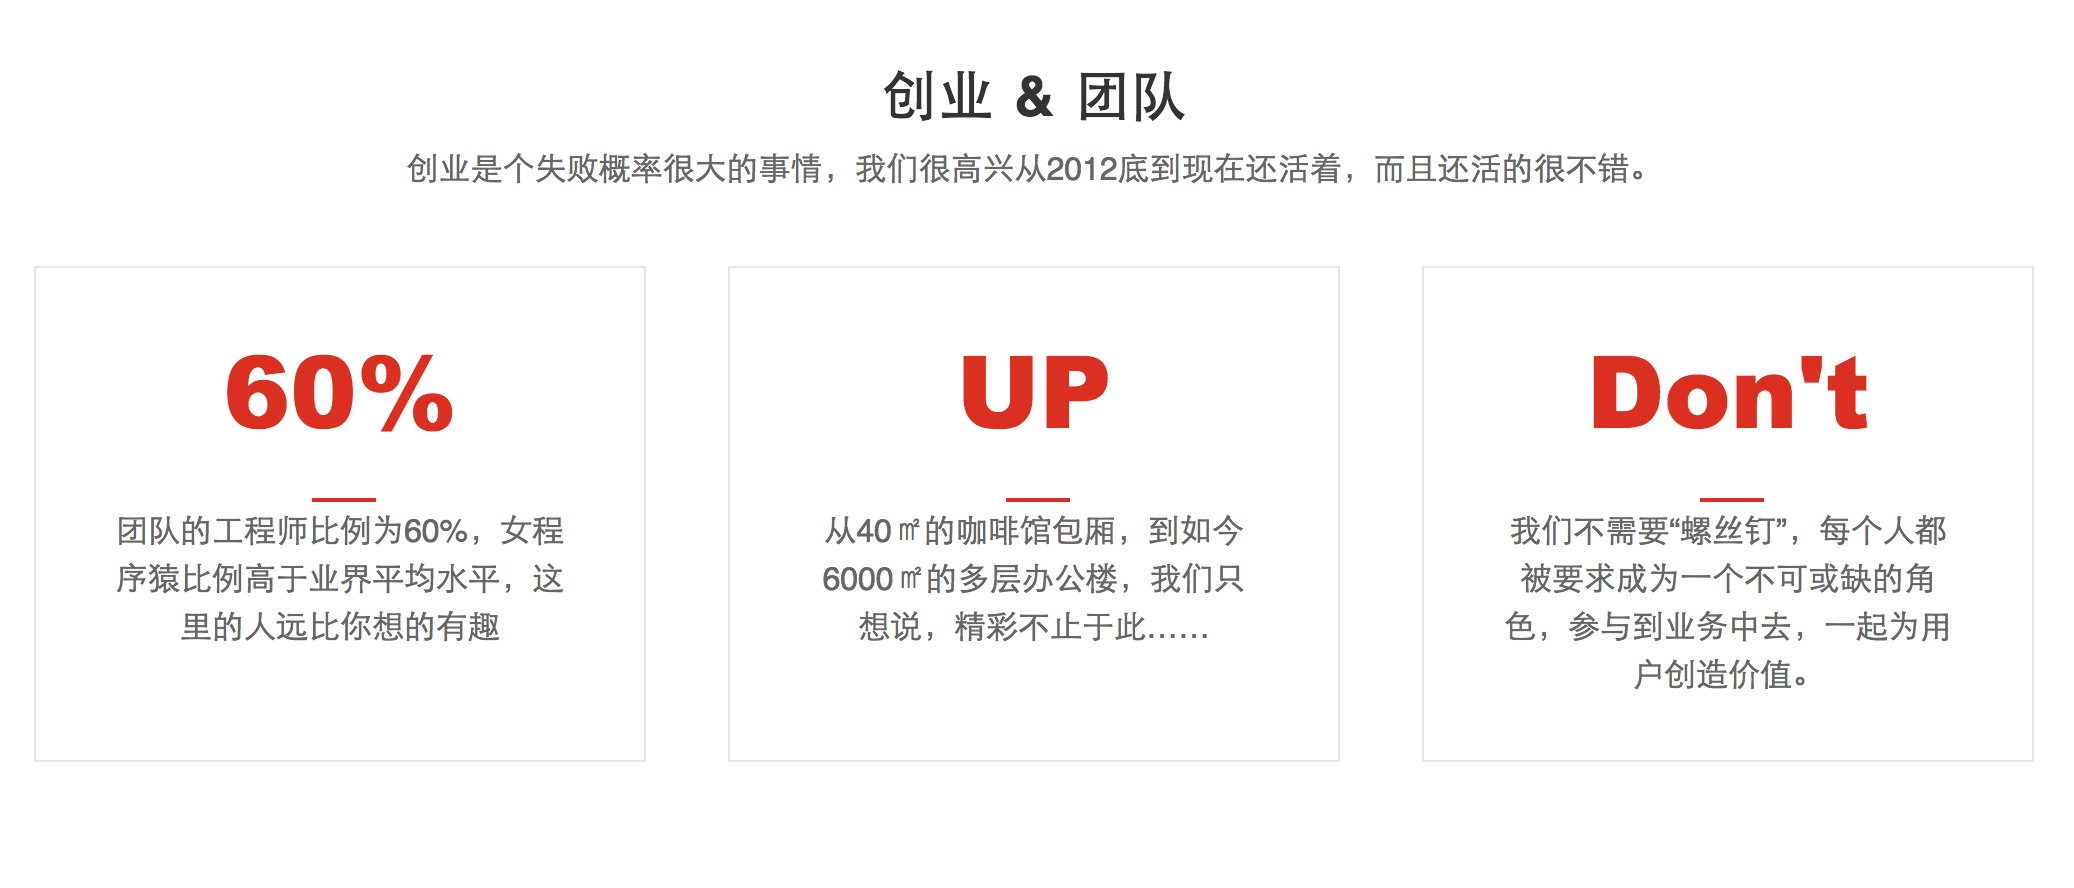 创业 & 团队
创业是个失败概率很大的事情，我们很高兴从2012底到现在还活着，而且还活的很不错。
60%
团队的工程师比例为60%，女程
序猿比例高于业界平均水平，这
里的人远比你想的有趣
UP
从40㎡的咖啡馆包厢，到如今
6000㎡的多层办公楼，我们只
想说，精彩不止于此……
Don't
我们不需要“螺丝钉”，每个人都
被要求成为一个不可或缺的角
色，参与到业务中去，一起为用
户创造价值。